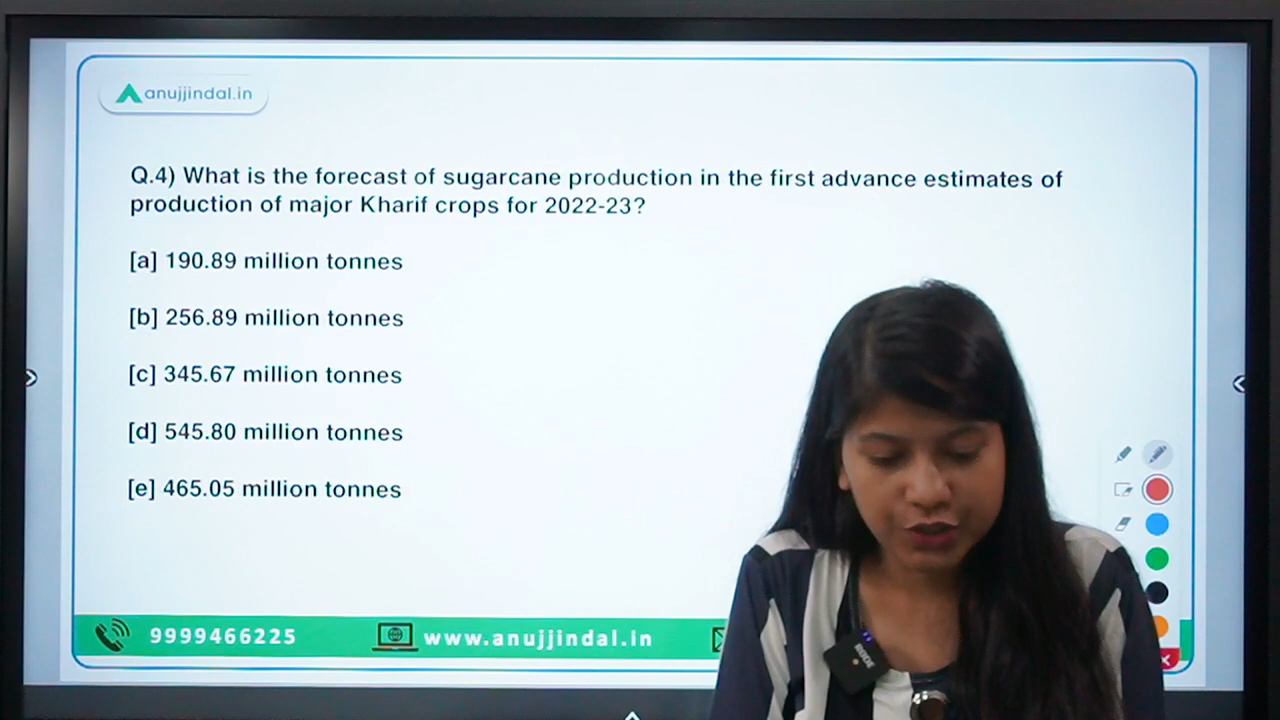 anujjindal.in
Q.4) What is the forecast of sugarcane production in the first advance estimates of
production of major Kharif crops for 2022-23?
[a] 190.89 million tonnes
[b] 256.89 million tonnes
[c] 345.67 million tonnes
[d] 545.80 million tonnes
[e] 465.05 million tonnes
9999466225 www.anujjindal.in
RODE